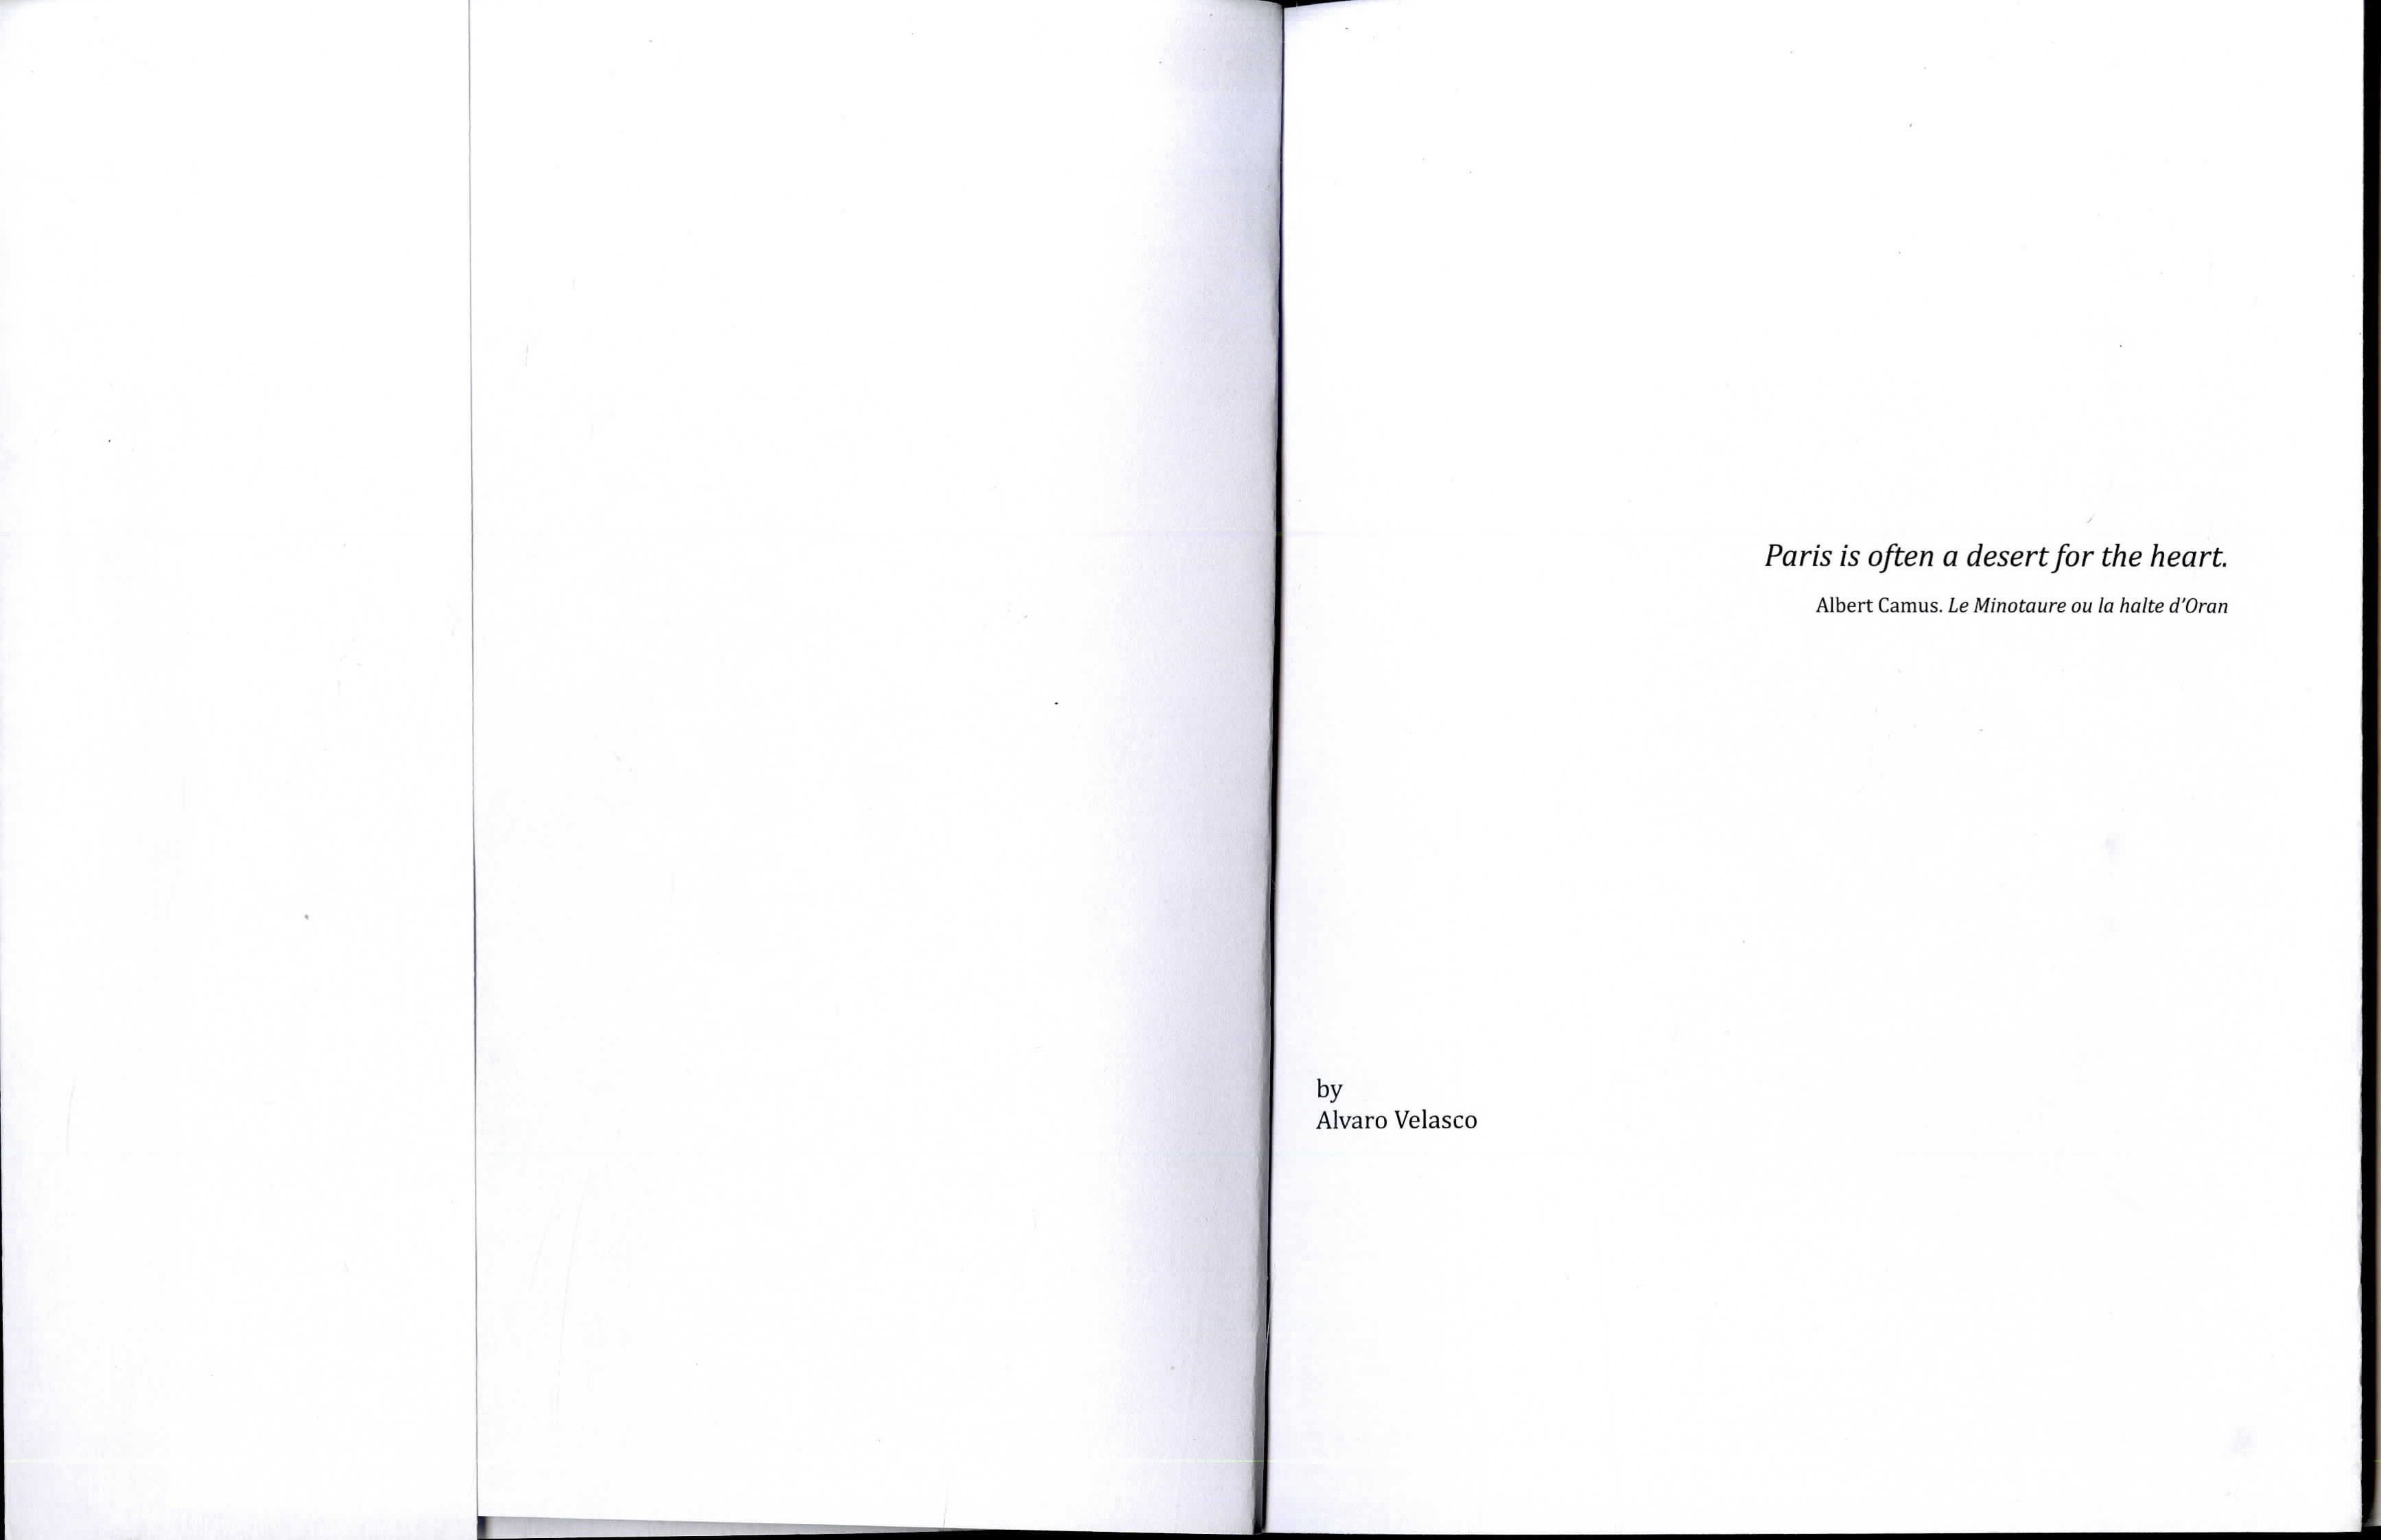 Paris is often a desert for the heart.
Albert Camus. Le Minotaure ou la halte d'Oran
by
Alvaro Velasco